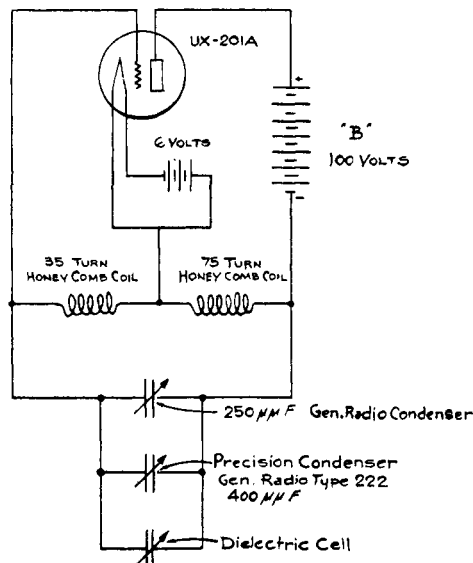 UX-201A
6 VOLTS
+
"B"
100 VOLTS
-
35 TURN
HONEY COMB COIL
75 TURN
HONEY COMB COIL
250 μμF Gen. Radio Condenser
Precision Condenser
Gen. Radio Type 222
400 μμF
Dielectric Cell